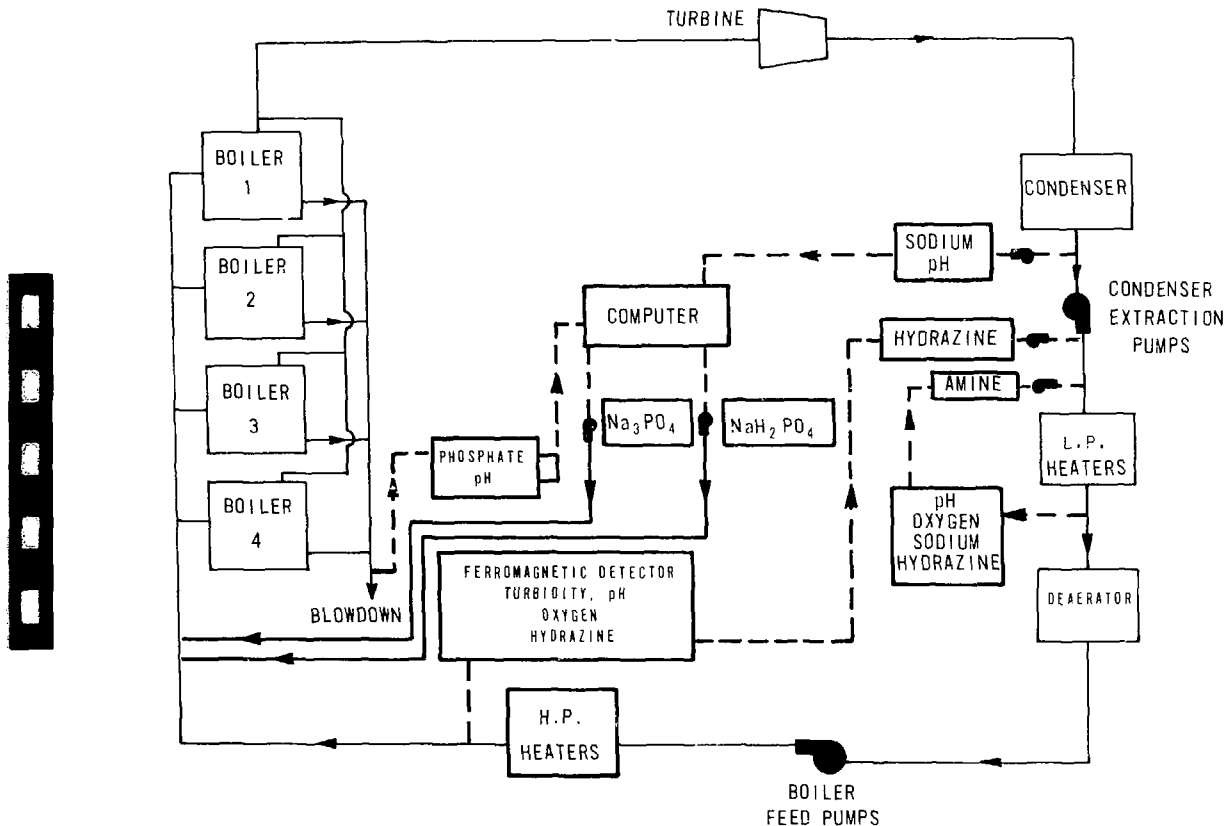 TURBINE
BOILER
1
CONDENSER
SODIUM
pH
BOILER
2
COMPUTER
CONDENSER
EXTRACTION
PUMPS
HYDRAZINE
AMINE
BOILER
3
Na₃PO₄
NaH₂PO₄
L.P.
HEATERS
PHOSPHATE
pH
BOILER
4
pH
OXYGEN
SODIUM
HYDRAZINE
FERROMAGNETIC DETECTOR
TURBIDITY, pH
OXYGEN
HYDRAZINE
DEAERATOR
BLOWDOWN
H.P.
HEATERS
BOILER
FEED PUMPS